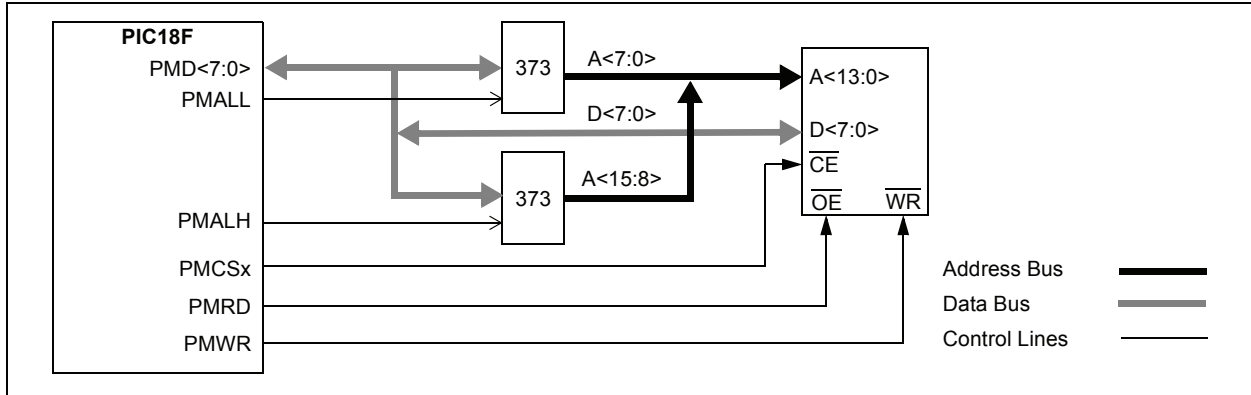 PIC18F
PMD<7:0>
PMALL
PMALH
PMCSx
PMRD
PMWR
373
373
A<7:0>
D<7:0>
A<15:8>
A<13:0>
D<7:0>
CE
OE WR
Address Bus
Data Bus
Control Lines